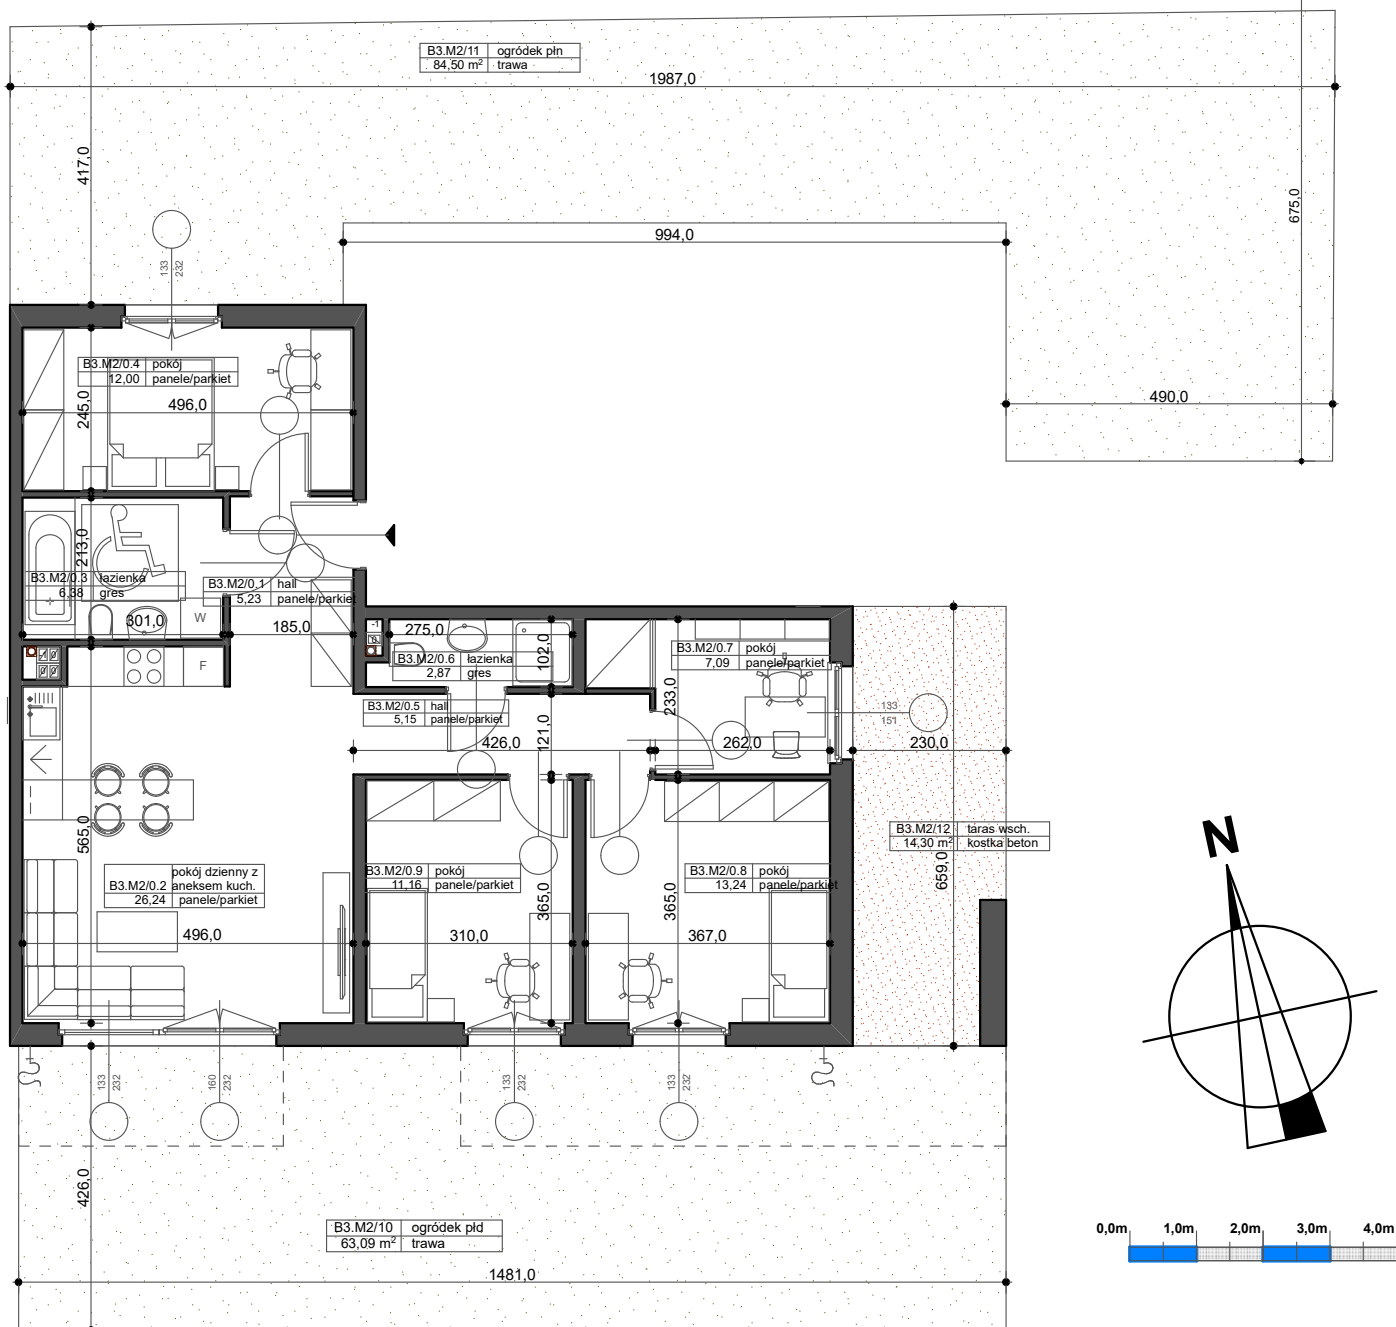 B3.M2/11 ogródek płn
84,50 m² trawa
1987,0
417,0
675,0
994,0
133
232
490,0
B3.M2/0.4 pokój
12,00 panele/parkiet
245,0
496,0
213,0
B3.M2/0.3 łazienka
6,38 gres
B3.M2/0.1 hall
5,23 panele/parkiet
301,0
W
185,0
275,0
102,0
-1
B3.M2/0.6 łazienka
2,87 gres
B3.M2/0.7 pokój
7,09 panele/parkiet
F
233,0
B3.M2/0.5 hall
5,15 panele/parkiet
133
151
426,0
121,0
262,0
230,0
565,0
B3.M2/12 taras wsch.
14,30 m² kostka beton
659,0
N
pokój dzienny z
B3.M2/0.2 aneksem kuch.
26,24 panele/parkiet
B3.M2/0.9 pokój
11,16 panele/parkiet
B3.M2/0.8 pokój
13,24 panele/parkiet
365,0
365,0
496,0
310,0
367,0
133
232
160
232
133
232
133
232
426,0
B3.M2/10 ogródek płd
63,09 m² trawa
1481,0
0,0m 1,0m 2,0m 3,0m 4,0m